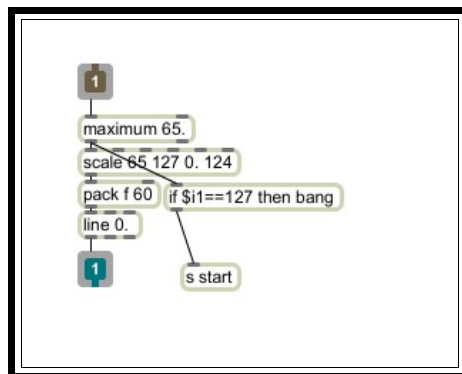 1
maximum 65.
scale 65 127 0. 124
pack f 60 if $i1==127 then bang
line 0.
1
s start